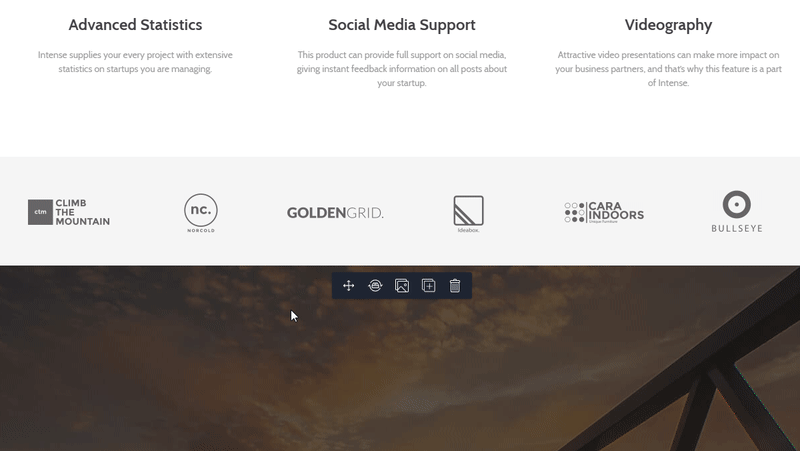 Advanced Statistics
Intense supplies your every project with extensive
statistics on startups you are managing.
Social Media Support
This product can provide full support on social media,
giving instant feedback information on all posts about
your startup.
Videography
Attractive video presentations can make more impact on
your business partners, and that's why this feature is a part
of Intense.
ctm
CLIMB
THE
MOUNTAIN
nc.
NORCOLD
GOLDENGRID.
ideabox.
CARA
INDOORS
Unique furniture
BULLSEYE